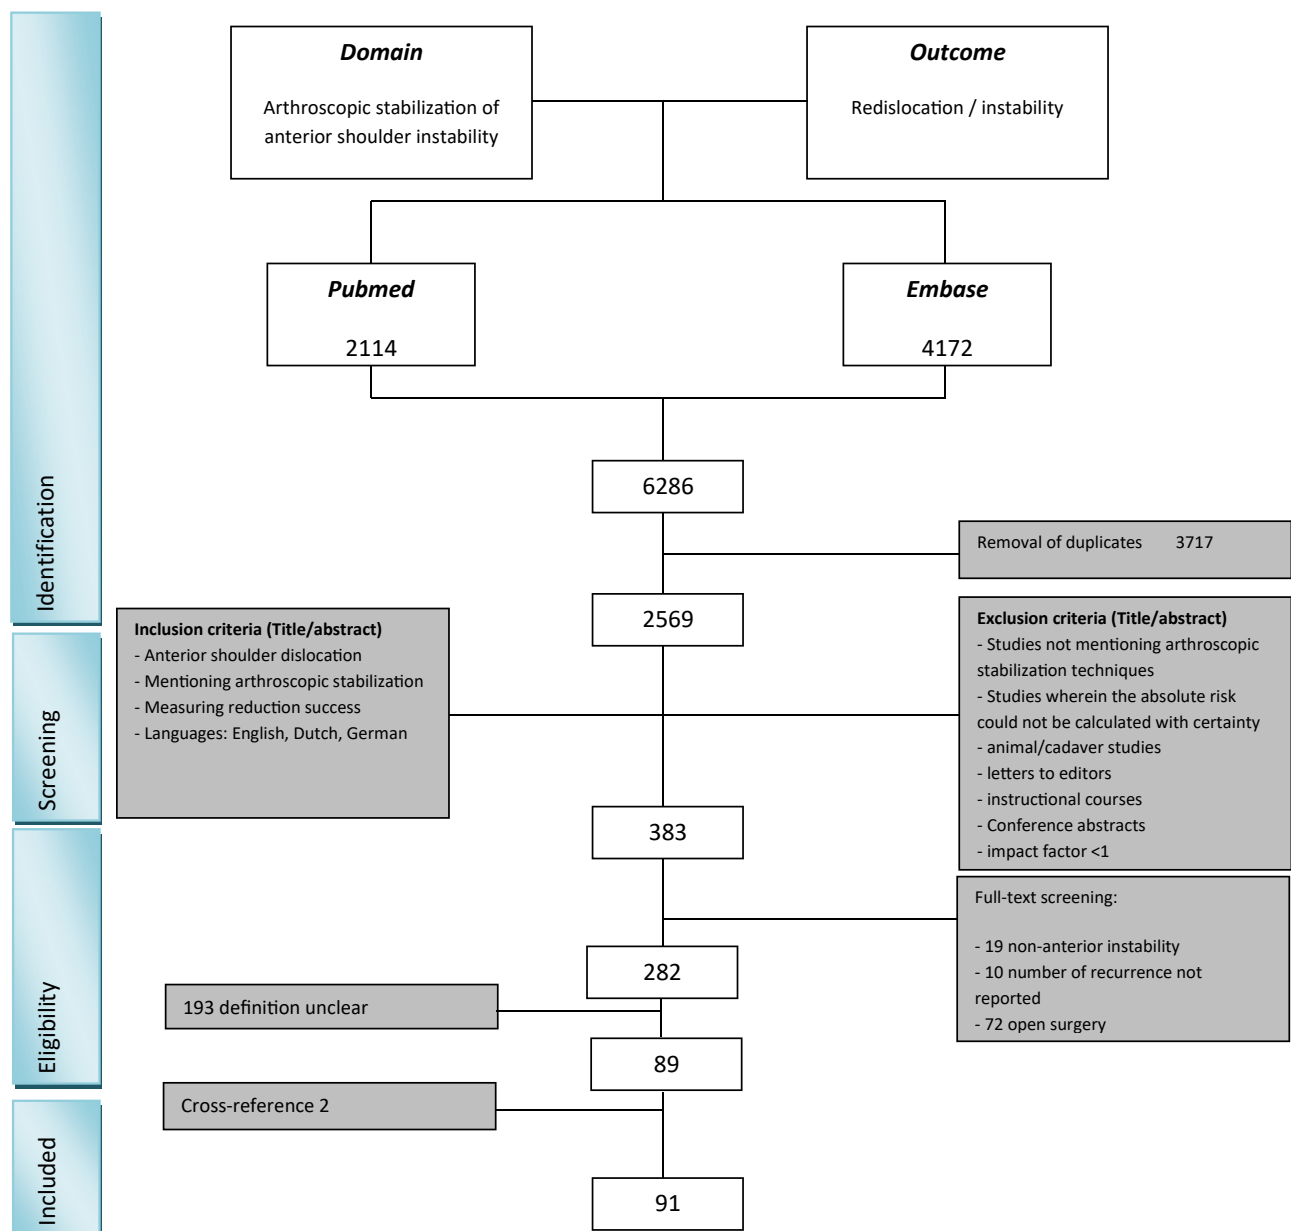 Domain
Arthroscopic stabilization of
anterior shoulder instability
Outcome
Redislocation / instability
Pubmed
2114
Embase
4172
6286
Identification
Removal of duplicates 3717
2569
Inclusion criteria (Title/abstract)
- Anterior shoulder dislocation
- Mentioning arthroscopic stabilization
- Measuring reduction success
- Languages: English, Dutch, German
Exclusion criteria (Title/abstract)
- Studies not mentioning arthroscopic
stabilization techniques
- Studies wherein the absolute risk
could not be calculated with certainty
- animal/cadaver studies
- letters to editors
- instructional courses
- Conference abstracts
- impact factor <1
Screening
383
Full-text screening:
- 19 non-anterior instability
- 10 number of recurrence not
reported
- 72 open surgery
282
193 definition unclear
Eligibility
89
Cross-reference 2
Included
91